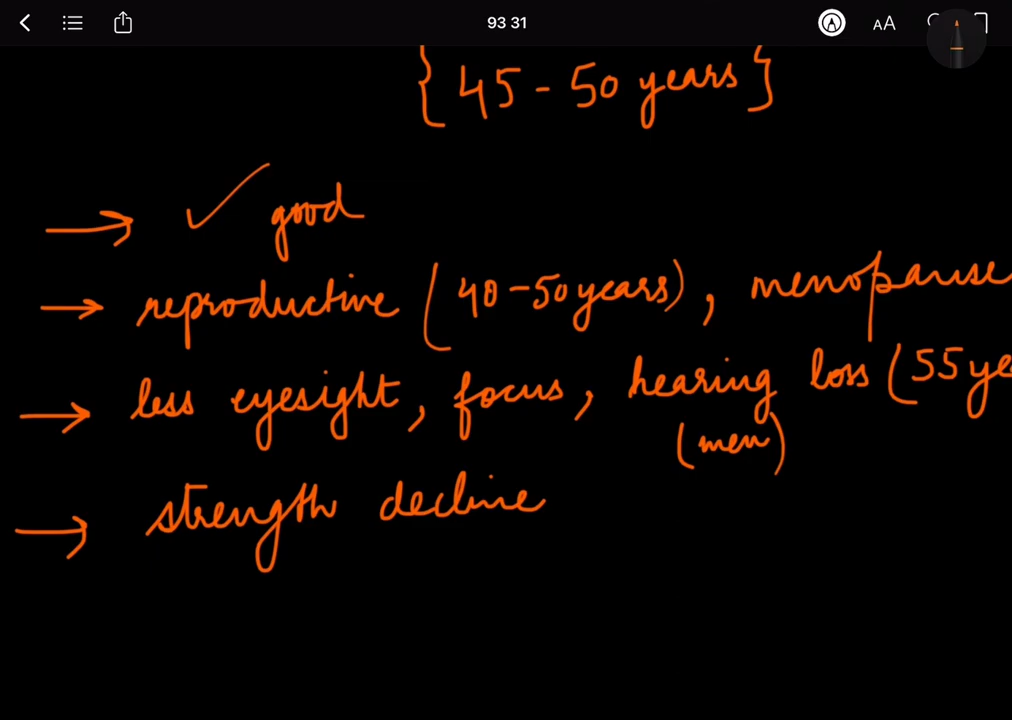 93 31
AA
{45 - 50 years}
→ ✓ good
→ reproductive (40-50 years), menopause
→ less eyesight, focus, hearing loss (55 ye
(men)
→ strength decline